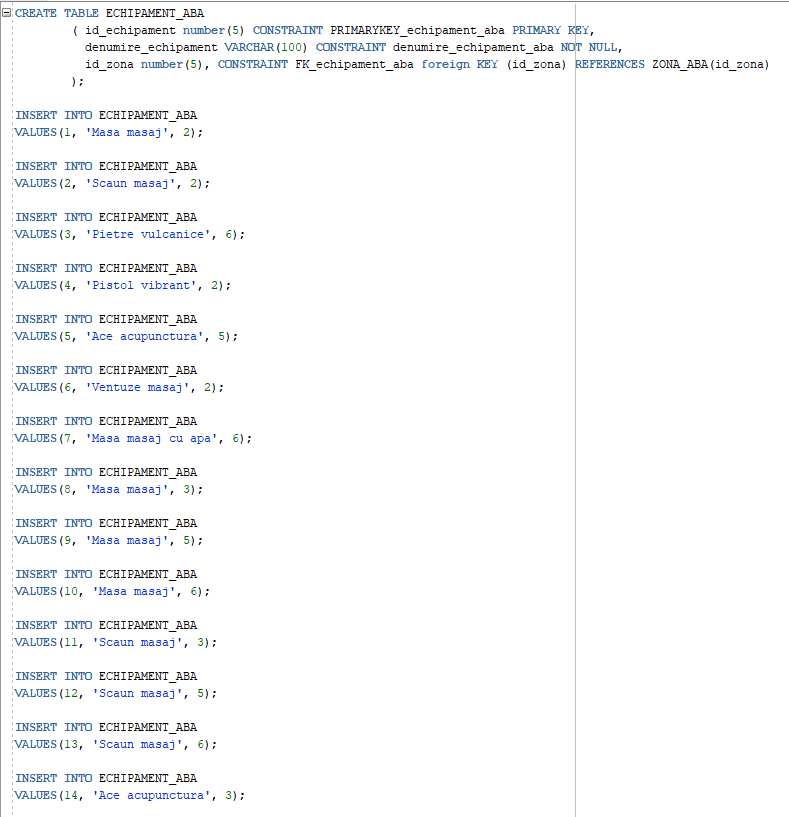 CREATE TABLE ECHIPAMENT_ABA
( id_echipament number(5) CONSTRAINT PRIMARYKEY_echipament_aba PRIMARY KEY,
denumire_echipament VARCHAR(100) CONSTRAINT denumire_echipament_aba NOT NULL,
id_zona number(5), CONSTRAINT FK_echipament_aba foreign KEY (id_zona) REFERENCES ZONA_ABA(id_zona)
);
INSERT INTO ECHIPAMENT_ABA
VALUES(1, 'Masa masaj', 2);
INSERT INTO ECHIPAMENT_ABA
VALUES(2, 'Scaun masaj', 2);
INSERT INTO ECHIPAMENT_ABA
VALUES(3, 'Pietre vulcanice', 6);
INSERT INTO ECHIPAMENT_ABA
VALUES(4, 'Pistol vibrant', 2);
INSERT INTO ECHIPAMENT_ABA
VALUES(5, 'Ace acupunctura', 5);
INSERT INTO ECHIPAMENT_ABA
VALUES(6, 'Ventuze masaj', 2);
INSERT INTO ECHIPAMENT_ABA
VALUES(7, 'Masa masaj cu apa', 6);
INSERT INTO ECHIPAMENT_ABA
VALUES(8, 'Masa masaj', 3);
INSERT INTO ECHIPAMENT_ABA
VALUES(9, 'Masa masaj', 5);
INSERT INTO ECHIPAMENT_ABA
VALUES(10, 'Masa masaj', 6);
INSERT INTO ECHIPAMENT_ABA
VALUES(11, 'Scaun masaj', 3);
INSERT INTO ECHIPAMENT_ABA
VALUES(12, 'Scaun masaj', 5);
INSERT INTO ECHIPAMENT_ABA
VALUES(13, 'Scaun masaj', 6);
INSERT INTO ECHIPAMENT_ABA
VALUES(14, 'Ace acupunctura', 3);